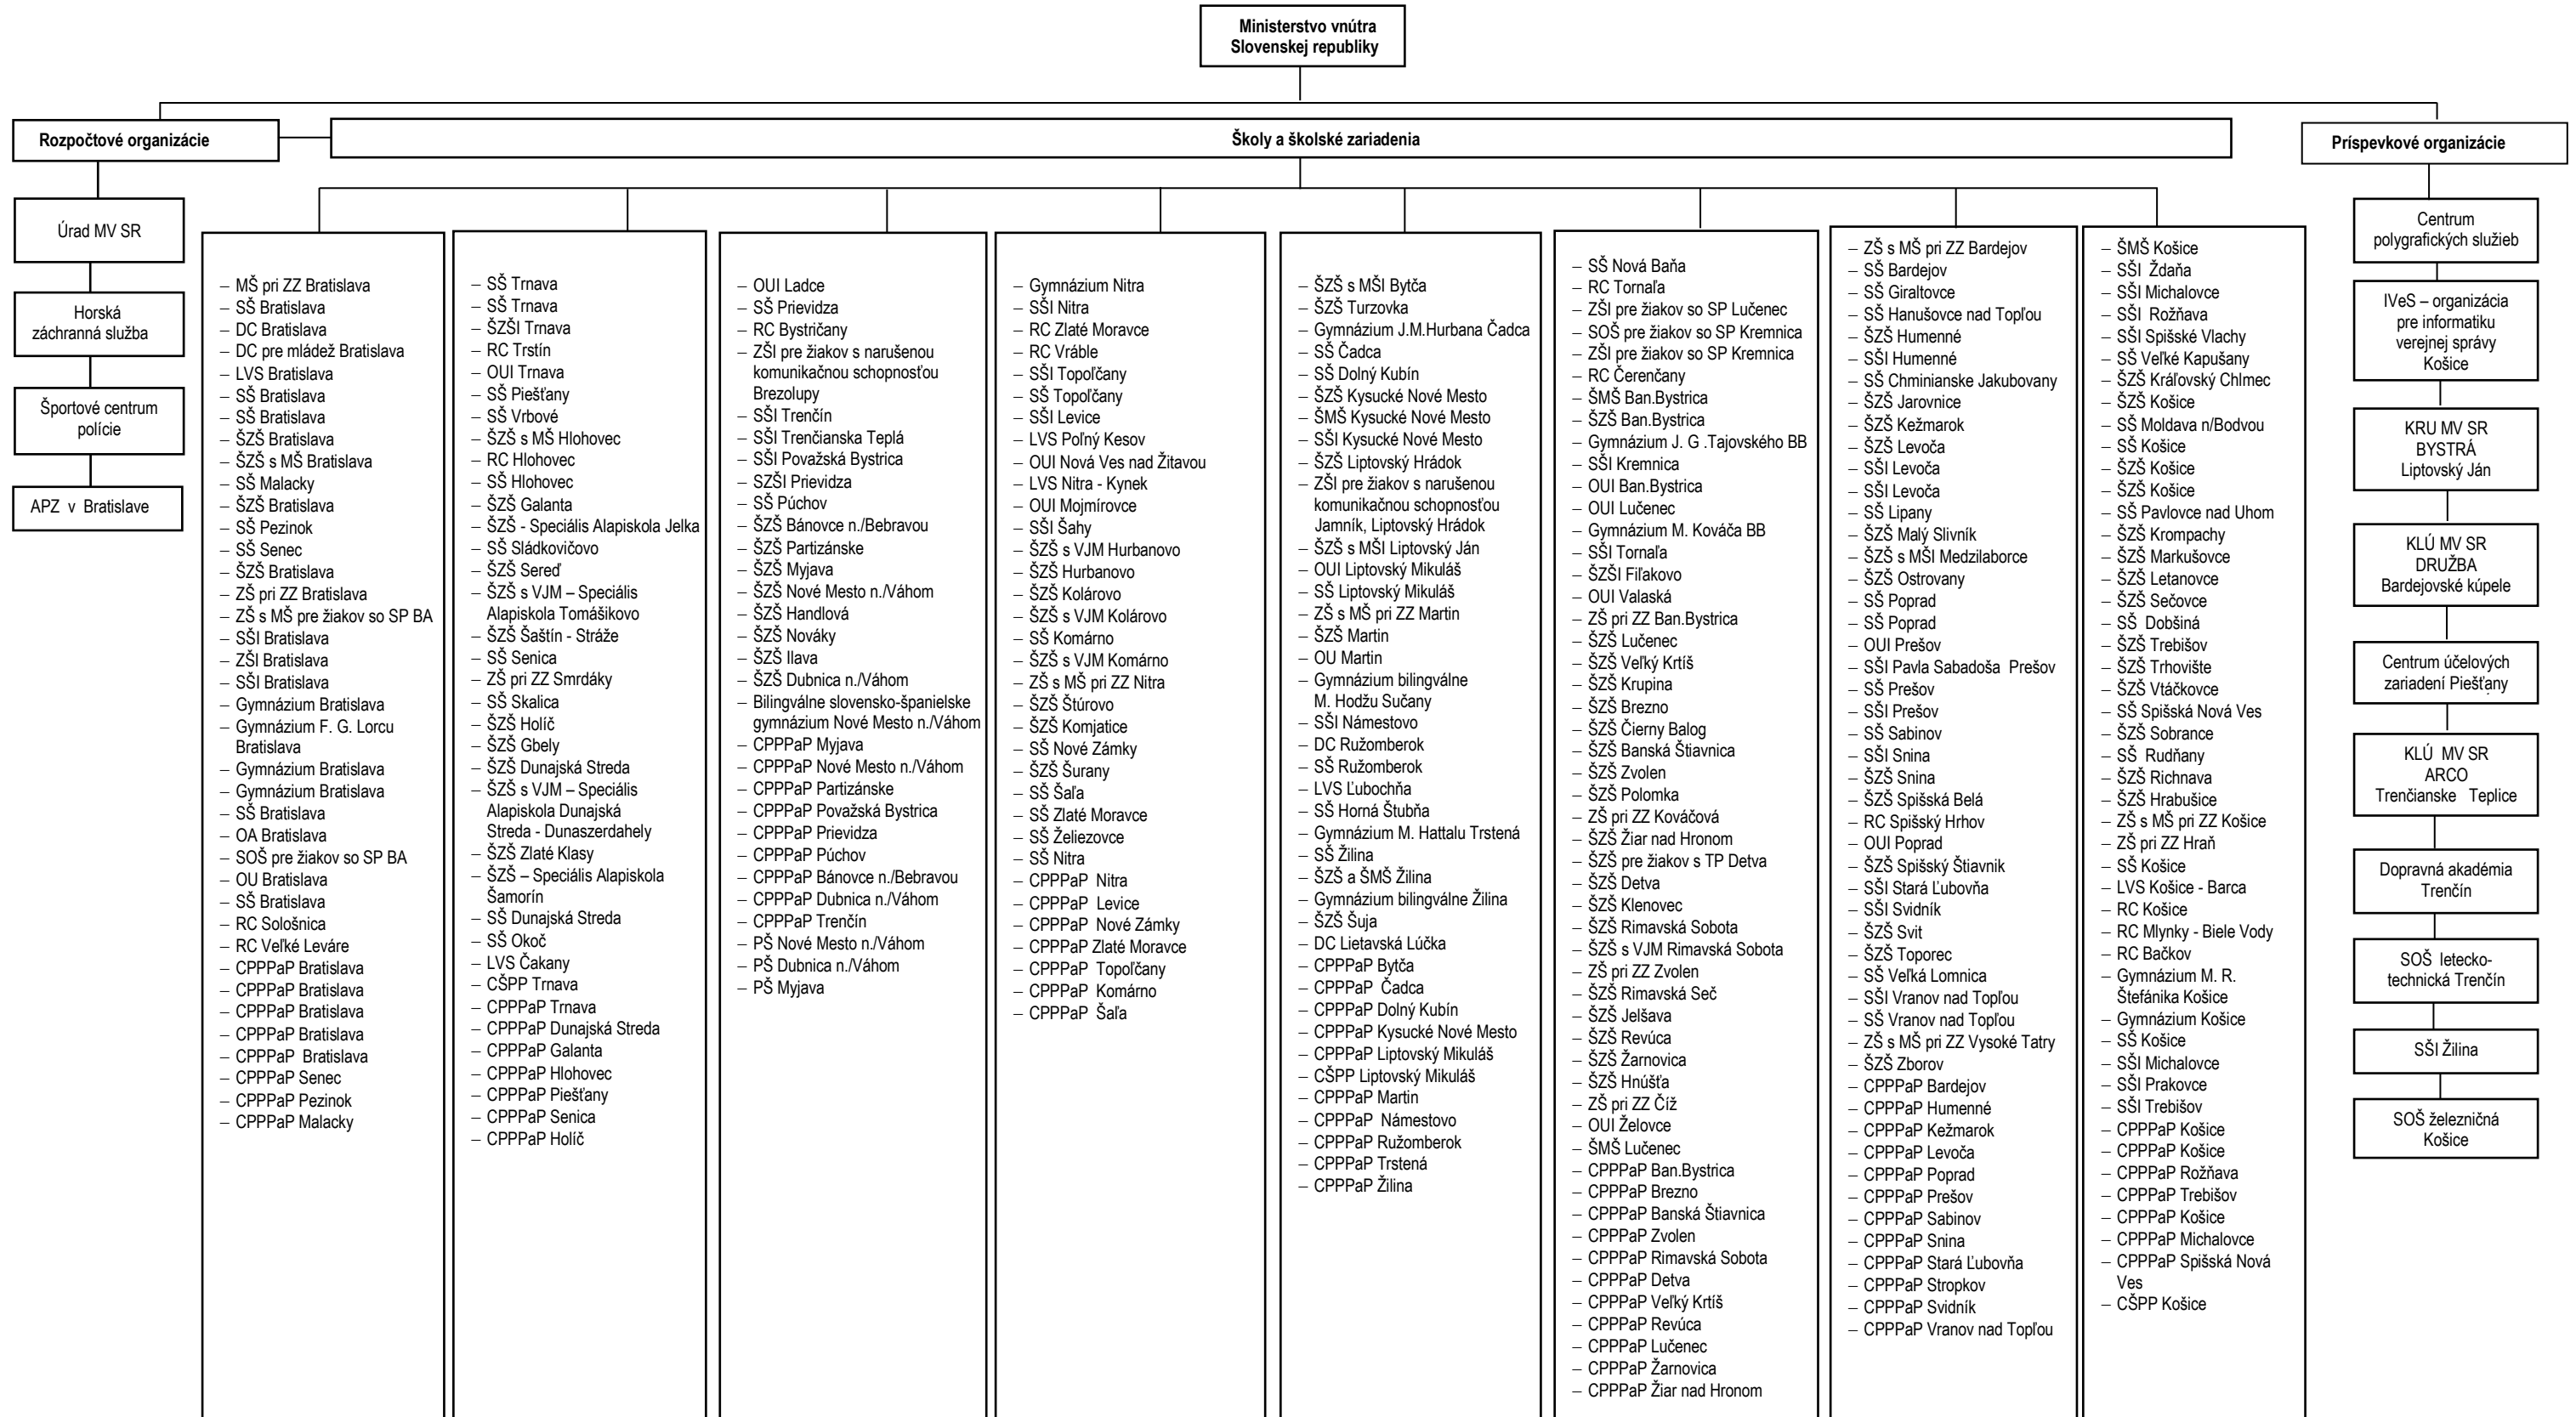 Ministerstvo vnútra
Slovenskej republiky
Rozpočtové organizácie
Školy a školské zariadenia
Príspevkové organizácie
Úrad MV SR
Horská
záchranná služba
Športové centrum
polície
APZ v Bratislave
– MŠ pri ZZ Bratislava
– SŠ Bratislava
– DC Bratislava
– DC pre mládež Bratislava
– LVS Bratislava
– SŠ Bratislava
– SŠ Bratislava
– ŠZŠ Bratislava
– ŠZŠ s MŠ Bratislava
– SŠ Malacky
– ŠZŠ Bratislava
– SŠ Pezinok
– SŠ Senec
– ŠZŠ Bratislava
– ZŠ pri ZZ Bratislava
– ZŠ s MŠ pre žiakov so SP BA
– SŠI Bratislava
– ZŠI Bratislava
– SŠI Bratislava
– Gymnázium Bratislava
– Gymnázium F. G. Lorcu
Bratislava
– Gymnázium Bratislava
– Gymnázium Bratislava
– SŠ Bratislava
– OA Bratislava
– SOŠ pre žiakov so SP BA
– OU Bratislava
– SŠ Bratislava
– RC Sološnica
– RC Veľké Leváre
– CPPPaP Bratislava
– CPPPaP Bratislava
– CPPPaP Bratislava
– CPPPaP Bratislava
– CPPPaP Bratislava
– CPPPaP Senec
– CPPPaP Pezinok
– CPPPaP Malacky
– SŠ Trnava
– SŠ Trnava
– ŠZŠI Trnava
– RC Trstín
– OUI Trnava
– SŠ Piešťany
– SŠ Vrbové
– ŠZŠ s MŠ Hlohovec
– RC Hlohovec
– SŠ Hlohovec
– ŠZŠ Galanta
– ŠZŠ - Speciális Alapiskola Jelka
– SŠ Sládkovičovo
– ŠZŠ Sereď
– ŠZŠ s VJM – Speciális
Alapiskola Tomášikovo
– ŠZŠ Šaštín - Stráže
– SŠ Senica
– ZŠ pri ZZ Smrdáky
– SŠ Skalica
– ŠZŠ Holíč
– ŠZŠ Gbely
– ŠZŠ Dunajská Streda
– ŠZŠ s VJM – Speciális
Alapiskola Dunajská
Streda - Dunaszerdahely
– ŠZŠ Zlaté Klasy
– ŠZŠ – Speciális Alapiskola
Šamorín
– SŠ Dunajská Streda
– SŠ Okoč
– LVS Čakany
– CŠPP Trnava
– CPPPaP Trnava
– CPPPaP Dunajská Streda
– CPPPaP Galanta
– CPPPaP Hlohovec
– CPPPaP Piešťany
– CPPPaP Senica
– CPPPaP Holíč
– OUI Ladce
– SŠ Prievidza
– RC Bystričany
– ZŠI pre žiakov s narušenou
komunikačnou schopnosťou
Brezolupy
– SŠI Trenčín
– SŠI Trenčianska Teplá
– SŠI Považská Bystrica
– SZŠI Prievidza
– SŠ Púchov
– ŠZŠ Bánovce n./Bebravou
– ŠZŠ Partizánske
– ŠZŠ Myjava
– ŠZŠ Nové Mesto n./Váhom
– ŠZŠ Handlová
– ŠZŠ Nováky
– ŠZŠ Ilava
– ŠZŠ Dubnica n./Váhom
– Bilingválne slovensko-španielske
gymnázium Nové Mesto n./Váhom
– CPPPaP Myjava
– CPPPaP Nové Mesto n./Váhom
– CPPPaP Partizánske
– CPPPaP Považská Bystrica
– CPPPaP Prievidza
– CPPPaP Púchov
– CPPPaP Bánovce n./Bebravou
– CPPPaP Dubnica n./Váhom
– CPPPaP Trenčín
– PŠ Nové Mesto n./Váhom
– PŠ Dubnica n./Váhom
– PŠ Myjava
– Gymnázium Nitra
– SŠI Nitra
– RC Zlaté Moravce
– RC Vráble
– SŠI Topoľčany
– SŠ Topoľčany
– SŠI Levice
– LVS Poľný Kesov
– OUI Nová Ves nad Žitavou
– LVS Nitra - Kynek
– OUI Mojmírovce
– SŠI Šahy
– ŠZŠ s VJM Hurbanovo
– ŠZŠ Hurbanovo
– ŠZŠ Kolárovo
– ŠZŠ s VJM Kolárovo
– SŠ Komárno
– ŠZŠ s VJM Komárno
– ZŠ s MŠ pri ZZ Nitra
– ŠZŠ Štúrovo
– ŠZŠ Komjatice
– SŠ Nové Zámky
– ŠZŠ Šurany
– SŠ Šaľa
– SŠ Zlaté Moravce
– SŠ Želiezovce
– SŠ Nitra
– CPPPaP Nitra
– CPPPaP Levice
– CPPPaP Nové Zámky
– CPPPaP Zlaté Moravce
– CPPPaP Topoľčany
– CPPPaP Komárno
– CPPPaP Šaľa
– ŠZŠ s MŠI Bytča
– ŠZŠ Turzovka
– Gymnázium J.M.Hurbana Čadca
– SŠ Čadca
– SŠ Dolný Kubín
– ŠZŠ Kysucké Nové Mesto
– ŠMŠ Kysucké Nové Mesto
– SŠI Kysucké Nové Mesto
– ŠZŠ Liptovský Hrádok
– ZŠI pre žiakov s narušenou
komunikačnou schopnosťou
Jamník, Liptovský Hrádok
– ŠZŠ s MŠI Liptovský Ján
– OUI Liptovský Mikuláš
– SŠ Liptovský Mikuláš
– ZŠ s MŠ pri ZZ Martin
– ŠZŠ Martin
– OU Martin
– Gymnázium bilingválne
M. Hodžu Sučany
– SŠI Námestovo
– DC Ružomberok
– SŠ Ružomberok
– LVS Ľubochňa
– SŠ Horná Štubňa
– Gymnázium M. Hattalu Trstená
– SŠ Žilina
– ŠZŠ a ŠMŠ Žilina
– Gymnázium bilingválne Žilina
– ŠZŠ Šuja
– DC Lietavská Lúčka
– CPPPaP Bytča
– CPPPaP Čadca
– CPPPaP Dolný Kubín
– CPPPaP Kysucké Nové Mesto
– CPPPaP Liptovský Mikuláš
– CŠPP Liptovský Mikuláš
– CPPPaP Martin
– CPPPaP Námestovo
– CPPPaP Ružomberok
– CPPPaP Trstená
– CPPPaP Žilina
– SŠ Nová Baňa
– RC Tornaľa
– ZŠI pre žiakov so SP Lučenec
– SOŠ pre žiakov so SP Kremnica
– ZŠI pre žiakov so SP Kremnica
– RC Čerenčany
– ŠMŠ Ban.Bystrica
– ŠZŠ Ban.Bystrica
– Gymnázium J. G .Tajovského BB
– SŠI Kremnica
– OUI Ban.Bystrica
– OUI Lučenec
– Gymnázium M. Kováča BB
– SŠI Tornaľa
– ŠZŠI Fiľakovo
– OUI Valaská
– ZŠ pri ZZ Ban.Bystrica
– ŠZŠ Lučenec
– ŠZŠ Veľký Krtíš
– ŠZŠ Krupina
– ŠZŠ Brezno
– ŠZŠ Čierny Balog
– ŠZŠ Banská Štiavnica
– ŠZŠ Zvolen
– ŠZŠ Polomka
– ZŠ pri ZZ Kováčová
– ŠZŠ Žiar nad Hronom
– ŠZŠ pre žiakov s TP Detva
– ŠZŠ Detva
– ŠZŠ Klenovec
– ŠZŠ Rimavská Sobota
– ŠZŠ s VJM Rimavská Sobota
– ZŠ pri ZZ Zvolen
– ŠZŠ Rimavská Seč
– ŠZŠ Jelšava
– ŠZŠ Revúca
– ŠZŠ Žarnovica
– ŠZŠ Hnúšťa
– ZŠ pri ZZ Číž
– OUI Želovce
– ŠMŠ Lučenec
– CPPPaP Ban.Bystrica
– CPPPaP Brezno
– CPPPaP Banská Štiavnica
– CPPPaP Zvolen
– CPPPaP Rimavská Sobota
– CPPPaP Detva
– CPPPaP Veľký Krtíš
– CPPPaP Revúca
– CPPPaP Lučenec
– CPPPaP Žarnovica
– CPPPaP Žiar nad Hronom
– ZŠ s MŠ pri ZZ Bardejov
– SŠ Bardejov
– SŠ Giraltovce
– SŠ Hanušovce nad Topľou
– ŠZŠ Humenné
– SŠI Humenné
– SŠ Chminianske Jakubovany
– ŠZŠ Jarovnice
– ŠZŠ Kežmarok
– ŠZŠ Levoča
– SŠI Levoča
– SŠI Levoča
– SŠ Lipany
– ŠZŠ Malý Slivník
– ŠZŠ s MŠI Medzilaborce
– ŠZŠ Ostrovany
– SŠ Poprad
– SŠ Poprad
– OUI Prešov
– SŠI Pavla Sabadoša Prešov
– SŠ Prešov
– SŠI Prešov
– SŠ Sabinov
– SŠI Snina
– ŠZŠ Snina
– ŠZŠ Spišská Belá
– RC Spišský Hrhov
– OUI Poprad
– ŠZŠ Spišský Štiavnik
– SŠI Stará Ľubovňa
– SŠI Svidník
– ŠZŠ Svit
– ŠZŠ Toporec
– SŠ Veľká Lomnica
– SŠI Vranov nad Topľou
– SŠ Vranov nad Topľou
– ZŠ s MŠ pri ZZ Vysoké Tatry
– ŠZŠ Zborov
– CPPPaP Bardejov
– CPPPaP Humenné
– CPPPaP Kežmarok
– CPPPaP Levoča
– CPPPaP Poprad
– CPPPaP Prešov
– CPPPaP Sabinov
– CPPPaP Snina
– CPPPaP Stará Ľubovňa
– CPPPaP Stropkov
– CPPPaP Svidník
– CPPPaP Vranov nad Topľou
– ŠMŠ Košice
– SŠI Ždaňa
– SŠI Michalovce
– SŠI Rožňava
– SŠI Spišské Vlachy
– SŠ Veľké Kapušany
– ŠZŠ Kráľovský Chlmec
– ŠZŠ Košice
– SŠ Moldava n/Bodvou
– SŠ Košice
– ŠZŠ Košice
– ŠZŠ Košice
– SŠ Pavlovce nad Uhom
– ŠZŠ Krompachy
– ŠZŠ Markušovce
– ŠZŠ Letanovce
– ŠZŠ Sečovce
– SŠ Dobšiná
– ŠZŠ Trebišov
– ŠZŠ Trhovište
– ŠZŠ Vtáčkovce
– SŠ Spišská Nová Ves
– ŠZŠ Sobrance
– SŠ Rudňany
– ŠZŠ Richnava
– ŠZŠ Hrabušice
– ZŠ s MŠ pri ZZ Košice
– ZŠ pri ZZ Hraň
– SŠ Košice
– LVS Košice - Barca
– RC Košice
– RC Mlynky - Biele Vody
– RC Bačkov
– Gymnázium M. R.
Štefánika Košice
– Gymnázium Košice
– SŠ Košice
– SŠI Michalovce
– SŠI Prakovce
– SŠI Trebišov
– CPPPaP Košice
– CPPPaP Košice
– CPPPaP Rožňava
– CPPPaP Trebišov
– CPPPaP Košice
– CPPPaP Michalovce
– CPPPaP Spišská Nová
Ves
– CŠPP Košice
Centrum
polygrafických služieb
IVeS – organizácia
pre informatiku
verejnej správy
Košice
KRU MV SR
BYSTRÁ
Liptovský Ján
KLÚ MV SR
DRUŽBA
Bardejovské kúpele
Centrum účelových
zariadení Piešťany
KLÚ MV SR
ARCO
Trenčianske Teplice
Dopravná akadémia
Trenčín
SOŠ letecko-
technická Trenčín
SŠI Žilina
SOŠ železničná
Košice